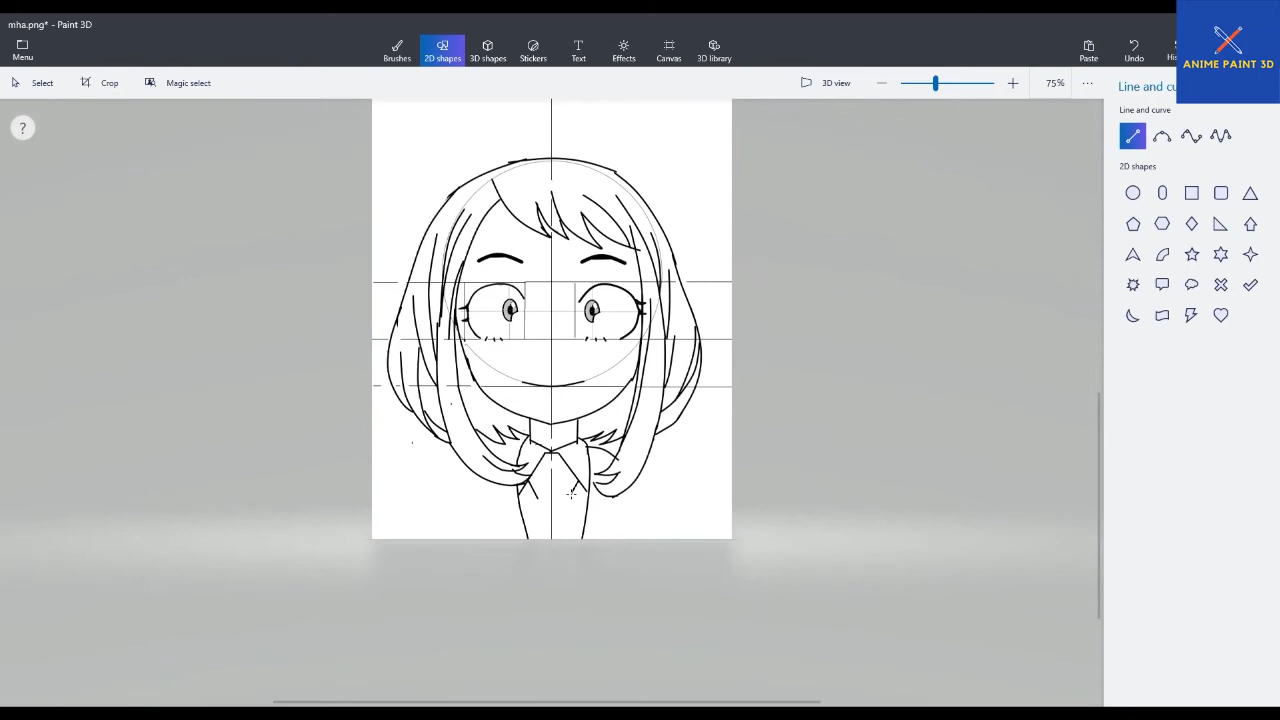 mha.png* - Paint 3D
Menu
Brushes
2D shapes
3D shapes
Stickers
Text
Effects
Canvas
3D library
Paste
Undo
ANIME PAINT 3D
Select
Crop
Magic select
3D view
75%
Line and
Line and curve
2D shapes
?